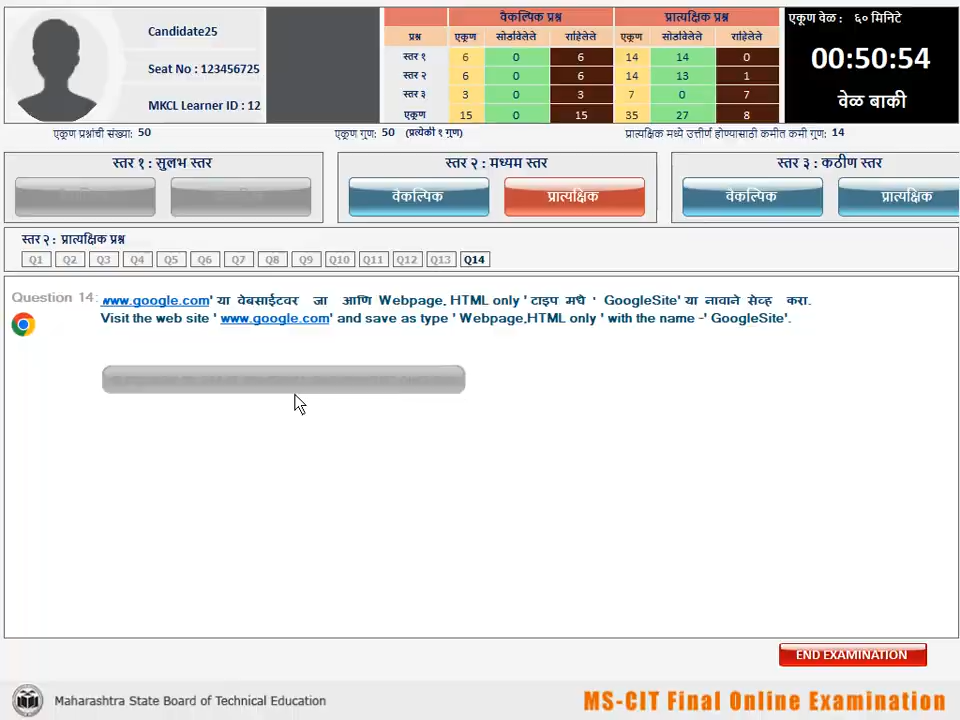 Candidate25
Seat No : 123456725
MKCL Learner ID : 12
वैकल्पिक प्रश्न प्रात्यक्षिक प्रश्न
प्रश्न एकूण सोडविलेले राहिलेले एकूण सोडविलेले राहिलेले
स्तर १ 6 0 6 14 14 0
स्तर २ 6 0 6 14 13 1
स्तर ३ 3 0 3 7 0 7
एकूण 15 0 15 35 27 8
एकूण वेळ : ६० मिनिटे
00:50:54
वेळ बाकी
एकूण प्रश्नांची संख्या: 50 एकूण गुण: 50 (प्रत्येकी १ गुण) प्रात्यक्षिक मध्ये उत्तीर्ण होण्यासाठी कमीत कमी गुण: 14
स्तर १ : सुलभ स्तर स्तर २ : मध्यम स्तर स्तर ३ : कठीण स्तर
वैकल्पिक प्रात्यक्षिक वैकल्पिक प्रात्यक्षिक
स्तर २ : प्रात्यक्षिक प्रश्न
Q1 Q2 Q3 Q4 Q5 Q6 Q7 Q8 Q9 Q10 Q11 Q12 Q13 Q14
Question 14: www.google.com' या वेबसाईटवर जा आणि Webpage, HTML only ' टाइप मधै ' GoogleSite' या नावाने सेव्ह करा.
Visit the web site ' www.google.com' and save as type ' Webpage,HTML only ' with the name -' GoogleSite'.
END EXAMINATION
Maharashtra State Board of Technical Education
MS-CIT Final Online Examination